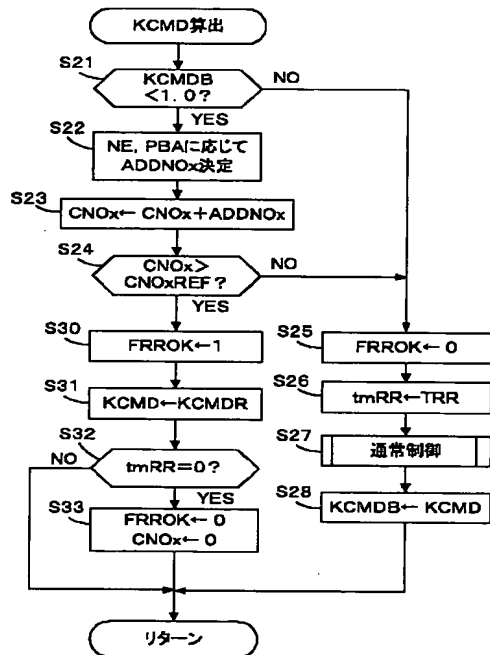 KCMD算出
S21
KCMDB
<1.0?
NO
YES
S22
NE, PBAに応じて
ADDNOx決定
S23
CNOx← CNOx+ADDNOx
S24
CNOx>
CNOxREF?
NO
YES
S30
FRROK←1
S31
KCMD←KCMDR
S32
tmRR=0?
NO
YES
S33
FRROK←0
CNOx←0
S25
FRROK←0
S26
tmRR←TRR
S27
通常制御
S28
KCMDB←KCMD
リターン